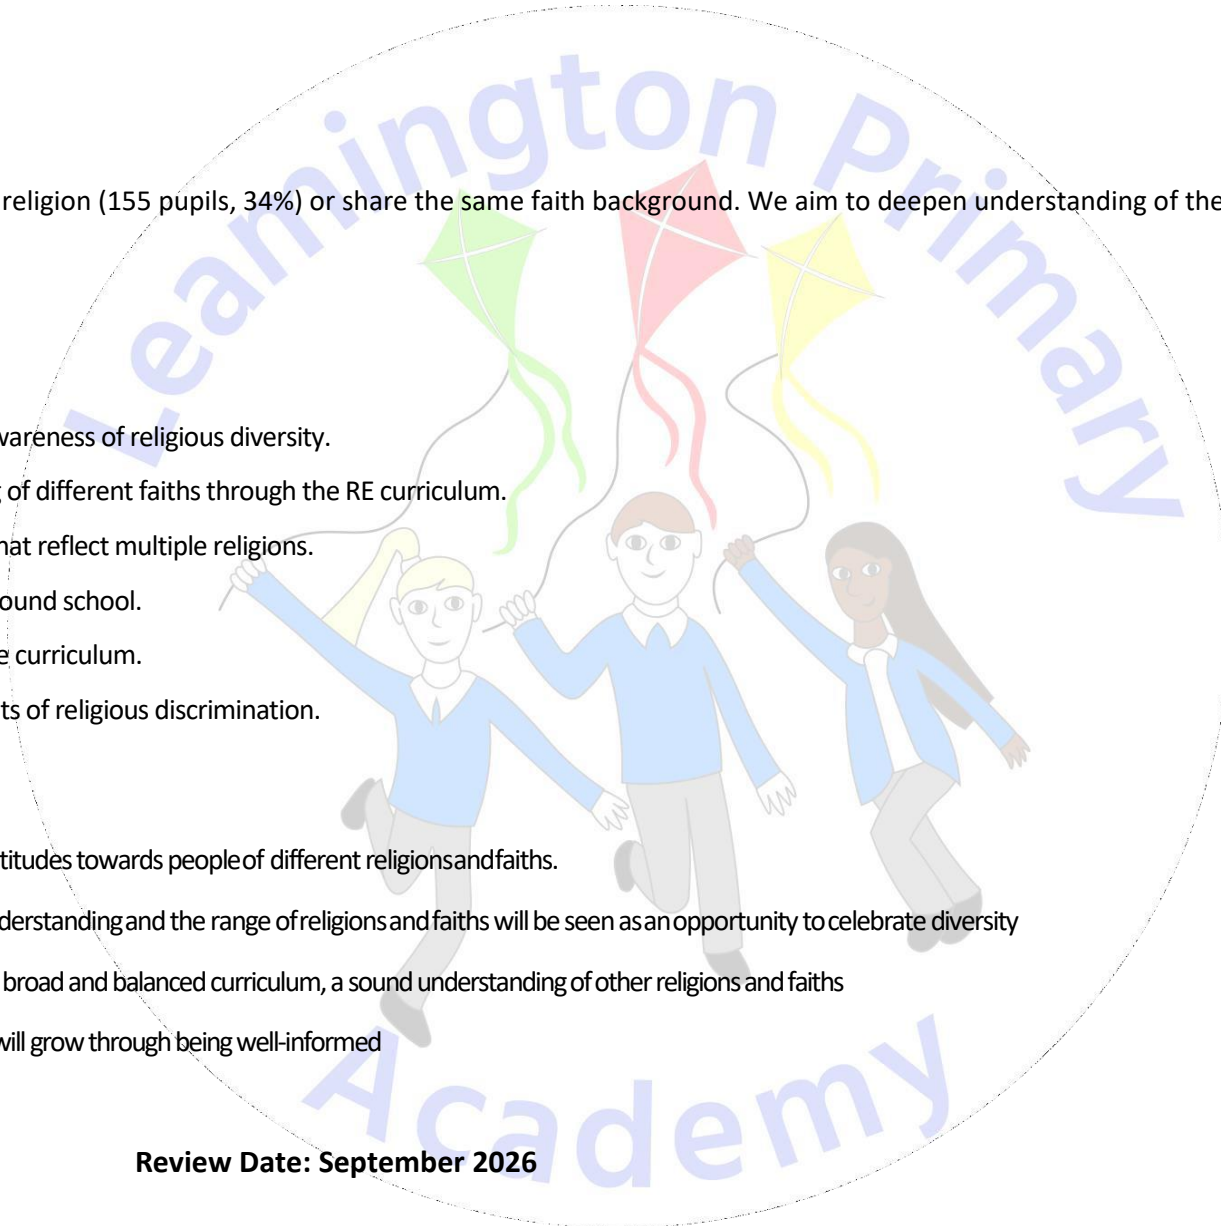 Leamington Primary
religion (155 pupils, 34%) or share the same faith background. We aim to deepen understanding of the
wareness of religious diversity.
of different faiths through the RE curriculum.
hat reflect multiple religions.
ound school.
e curriculum.
ts of religious discrimination.
titudes towards people of different religions and faiths.
derstanding and the range of religions and faiths will be seen as an opportunity to celebrate diversity
broad and balanced curriculum, a sound understanding of other religions and faiths
will grow through being well-informed
Academy
Review Date: September 2026